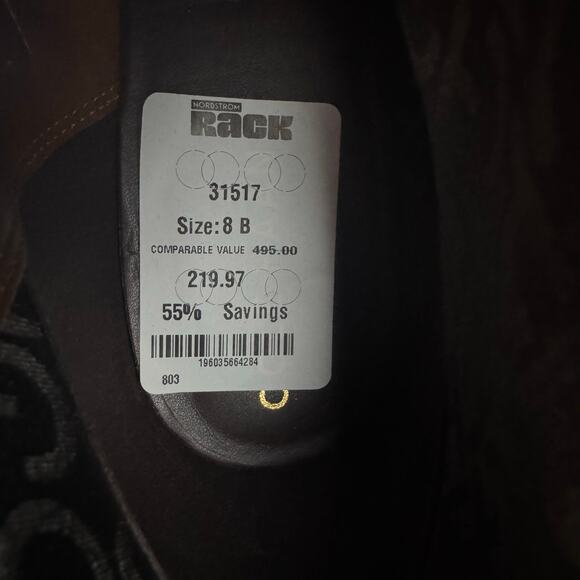 NORDSTROM
Rack
31517
Size: 8 B
COMPARABLE VALUE 495.00
219.97
55% Savings
196035664284
803